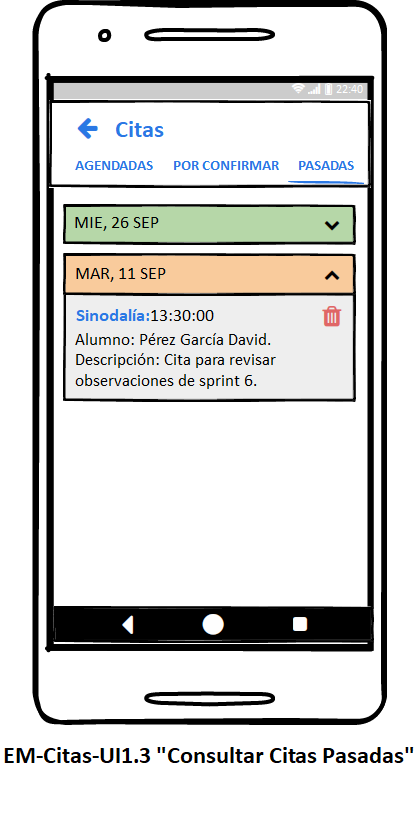 22:40
Citas
AGENDADAS POR CONFIRMAR PASADAS
MIE, 26 SEP
MAR, 11 SEP
Sinodalía:13:30:00
Alumno: Pérez García David.
Descripción: Cita para revisar
observaciones de sprint 6.
EM-Citas-UI1.3 "Consultar Citas Pasadas"